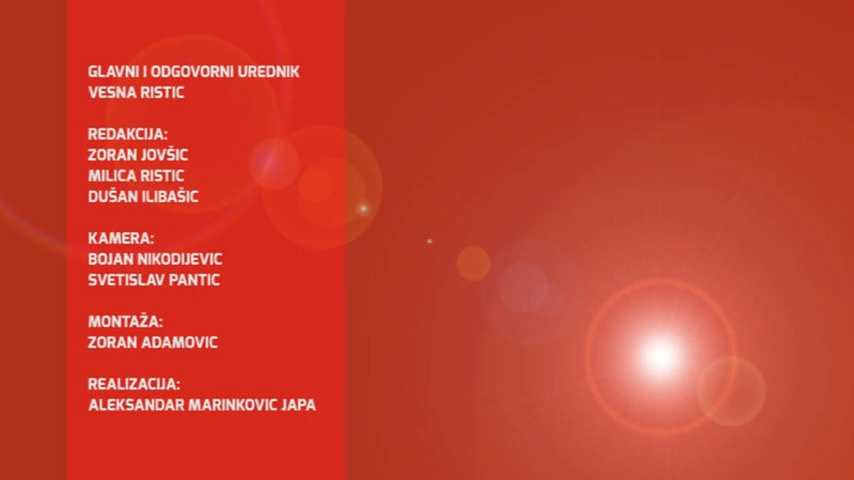 GLAVNI I ODGOVORNI UREDNIK
VESNA RISTIC
REDAKCIJA:
ZORAN JOVŠIC
MILICA RISTIC
DUŠAN ILIBAŠIC
KAMERA:
BOJAN NIKODIJEVIC
SVETISLAV PANTIC
MONTAŽA:
ZORAN ADAMOVIC
REALIZACIJA:
ALEKSANDAR MARINKOVIC JAPA